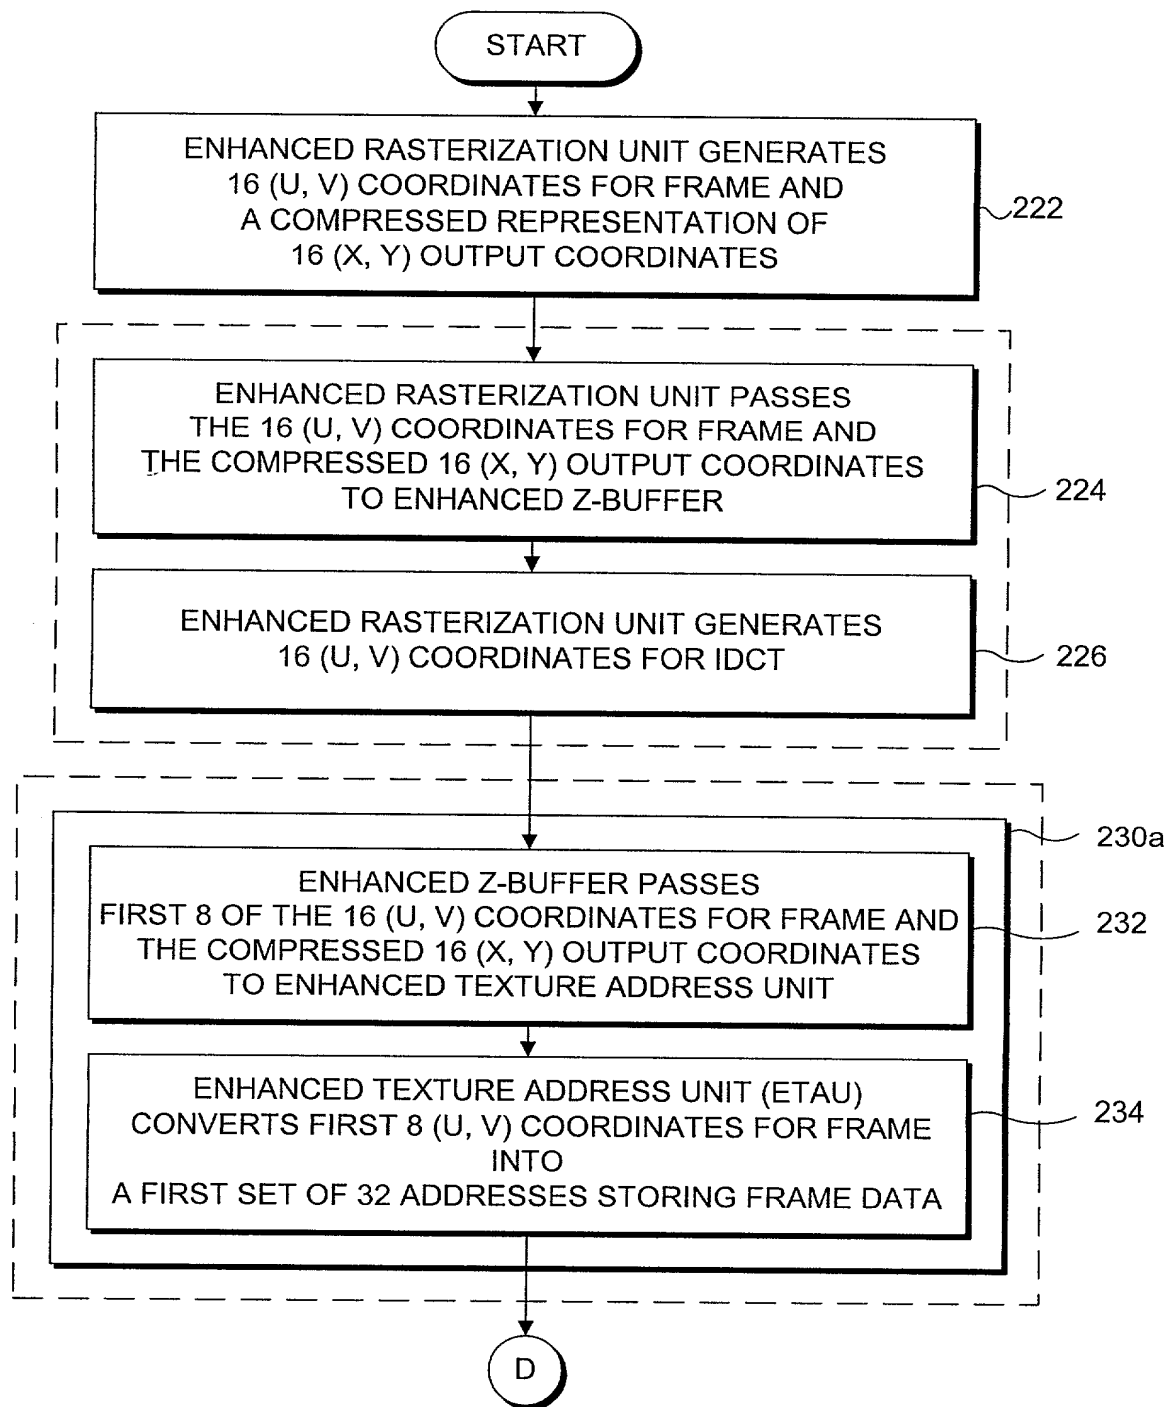 START
ENHANCED RASTERIZATION UNIT GENERATES
16 (U, V) COORDINATES FOR FRAME AND
A COMPRESSED REPRESENTATION OF
16 (X, Y) OUTPUT COORDINATES
222
ENHANCED RASTERIZATION UNIT PASSES
THE 16 (U, V) COORDINATES FOR FRAME AND
THE COMPRESSED 16 (X, Y) OUTPUT COORDINATES
TO ENHANCED Z-BUFFER
224
ENHANCED RASTERIZATION UNIT GENERATES
16 (U, V) COORDINATES FOR IDCT
226
230a
ENHANCED Z-BUFFER PASSES
FIRST 8 OF THE 16 (U, V) COORDINATES FOR FRAME AND
THE COMPRESSED 16 (X, Y) OUTPUT COORDINATES
TO ENHANCED TEXTURE ADDRESS UNIT
232
ENHANCED TEXTURE ADDRESS UNIT (ETAU)
CONVERTS FIRST 8 (U, V) COORDINATES FOR FRAME
INTO
A FIRST SET OF 32 ADDRESSES STORING FRAME DATA
234
D